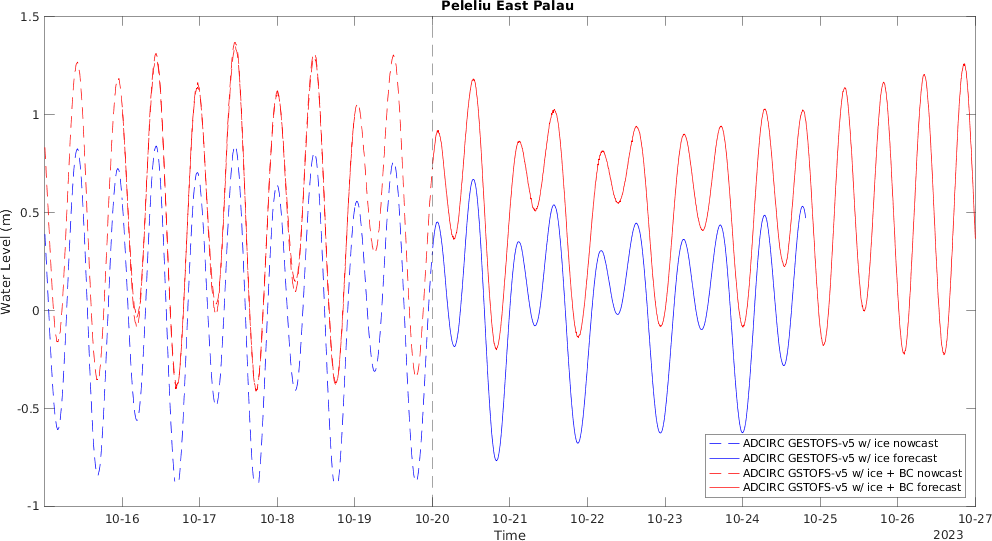 Peleliu East Palau
1.5
1
0.5
0
-0.5
-1
Water Level (m)
10-16
10-17
10-18
10-19
10-20
10-21
10-22
10-23
10-24
10-25
10-26
10-27
Time
2023
ADCIRC GESTOFS-v5 w/ ice nowcast
ADCIRC GESTOFS-v5 w/ ice forecast
ADCIRC GSTOFS-v5 w/ ice + BC nowcast
ADCIRC GSTOFS-v5 w/ ice + BC forecast